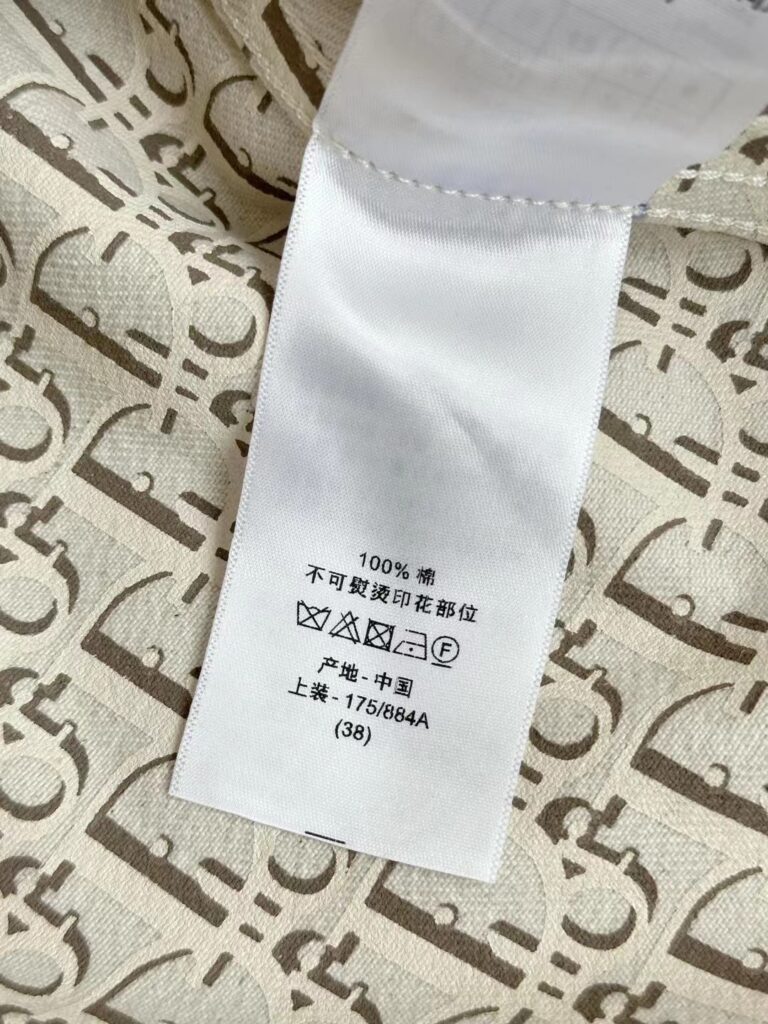 100% 棉
不可熨烫印花部位
F
产地-中国
上装-175/884A
(38)